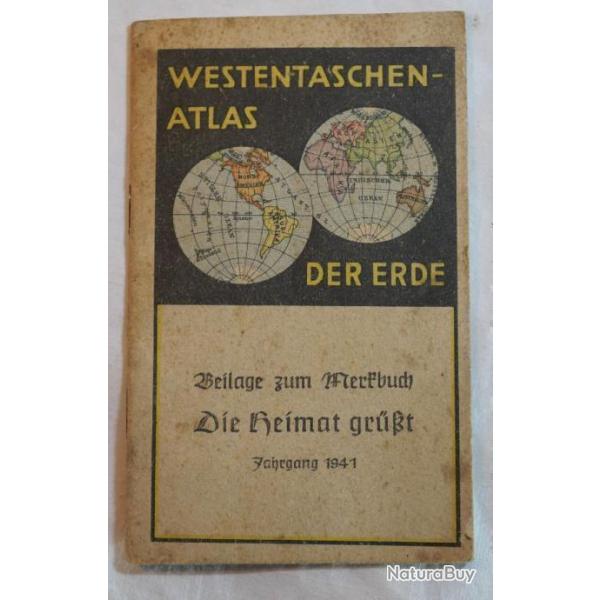 WESTENTASCHEN-
ATLAS
DER ERDE
Beilage zum Merkbuch
Die Heimat grüßt
Jahrgang 1941
NaturaBuy